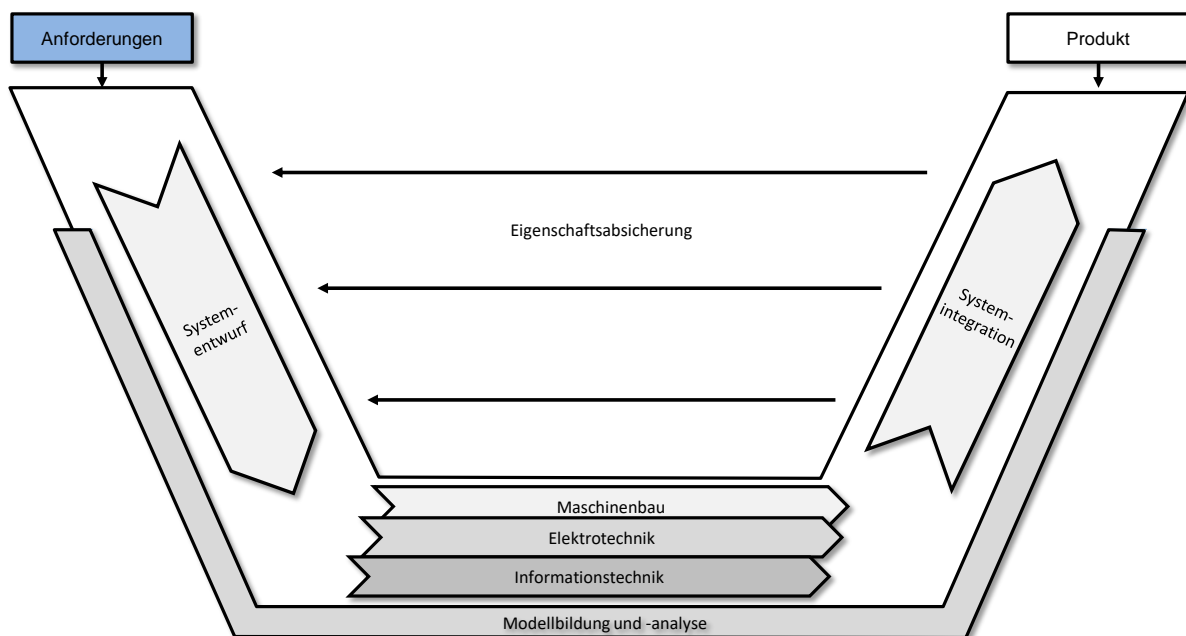 Anforderungen
Produkt
Eigenschaftsabsicherung
System-
entwurf
System-
integration
Maschinenbau
Elektrotechnik
Informationstechnik
Modellbildung und -analyse